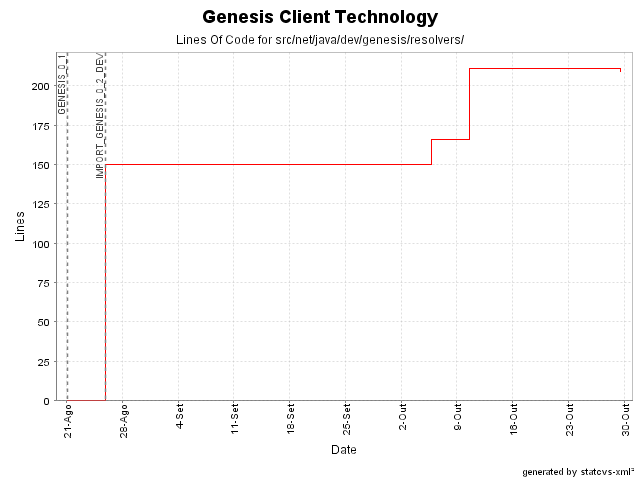 Genesis Client Technology
Lines Of Code for src/net/java/dev/genesis/resolvers/
GENESIS_0_1
IMPORT_GENESIS_0_2_DEV
Lines
200
175
150
125
100
75
50
25
0
21-Ago
28-Ago
4-Set
11-Set
18-Set
25-Set
2-Out
9-Out
16-Out
23-Out
30-Out
Date
generated by statcvs-xml²